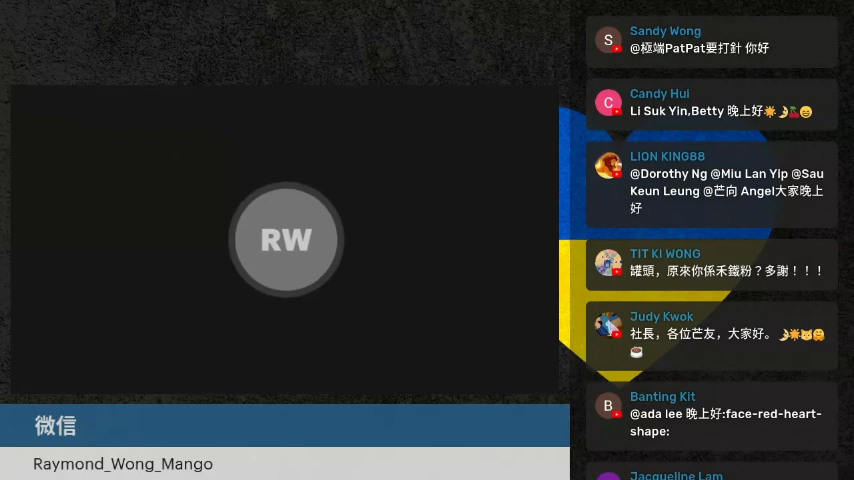 RW
微信
Raymond_Wong_Mango
S
Sandy Wong
@極端PatPat要打針 你好
C
Candy Hui
Li Suk Yin,Betty 晚上好☀️🌛🍒😄
LION KING88
@Dorothy Ng @Miu Lan Yip @Sau
Keun Leung @芒向 Angel大家晚上
好
TIT KI WONG
罐頭，原來你係禾鐵粉？多謝！！！
Judy Kwok
社長，各位芒友，大家好。
B
Banting Kit
@ada lee 晚上好:face-red-heart-
shape:
Jacqueline Lam